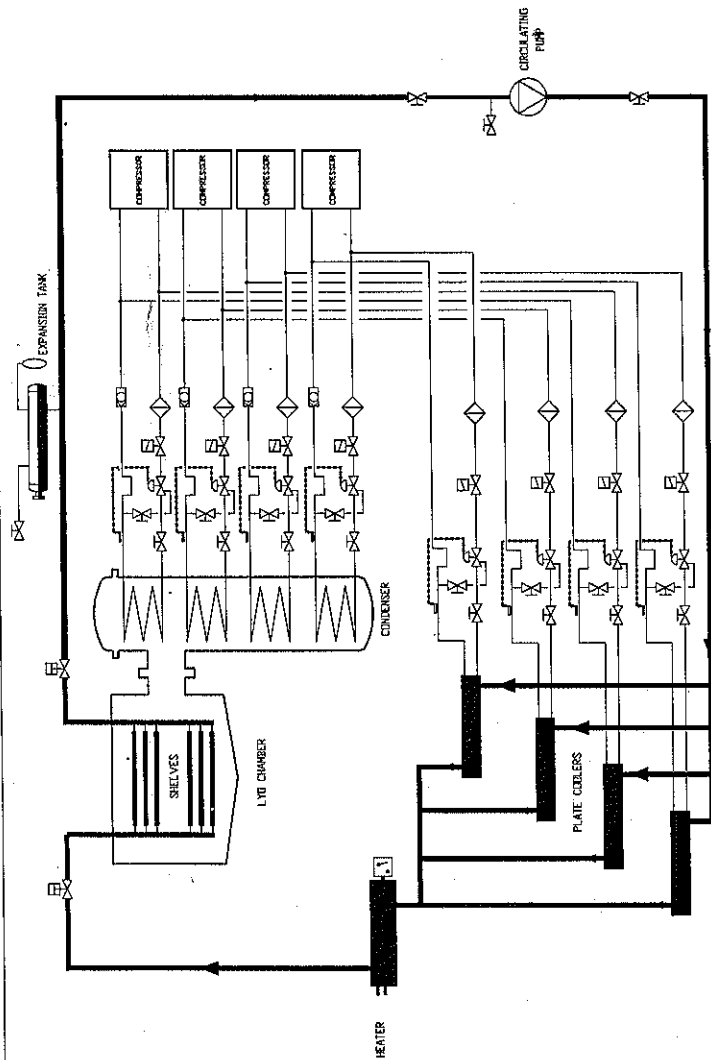 EXPANSION TANK
COMPRESSOR
COMPRESSOR
COMPRESSOR
COMPRESSOR
CIRCULATING
PUMP
CONDENSER
SHELVES
LYO CHAMBER
PLATE COOLERS
HEATER